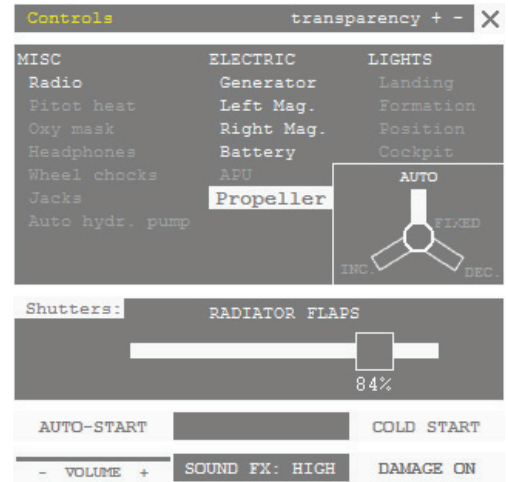 Controls transparency + - X
MISC ELECTRIC LIGHTS
Radio Generator Landing
Pitot heat Left Mag. Formation
Oxy mask Right Mag. Position
Headphones Battery Cockpit
Wheel chocks APU AUTO
Jacks Propeller
Auto hydr. pump FIXED
INC. DEC.
Shutters: RADIATOR FLAPS
84%
AUTO-START COLD START
- VOLUME + SOUND FX: HIGH DAMAGE ON